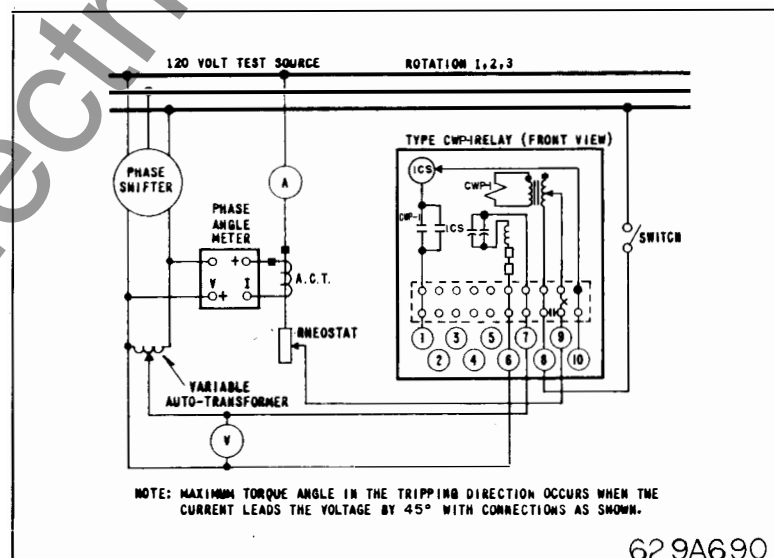 electri
120 VOLT TEST SOURCE
ROTATION 1,2,3
TYPE CWP-1 RELAY (FRONT VIEW)
PHASE
SHIFTER
A
PHASE
ANGLE
METER
+
V
I
+
A.C.T.
RHEOSTAT
VARIABLE
AUTO-TRANSFORMER
V
ICS
CWP-1
CWP-1
ICS
SWITCH
1
3
5
7
9
2
4
6
8
10
NOTE: MAXIMUM TORQUE ANGLE IN THE TRIPPING DIRECTION OCCURS WHEN THE
CURRENT LEADS THE VOLTAGE BY 45° WITH CONNECTIONS AS SHOWN.
629A690